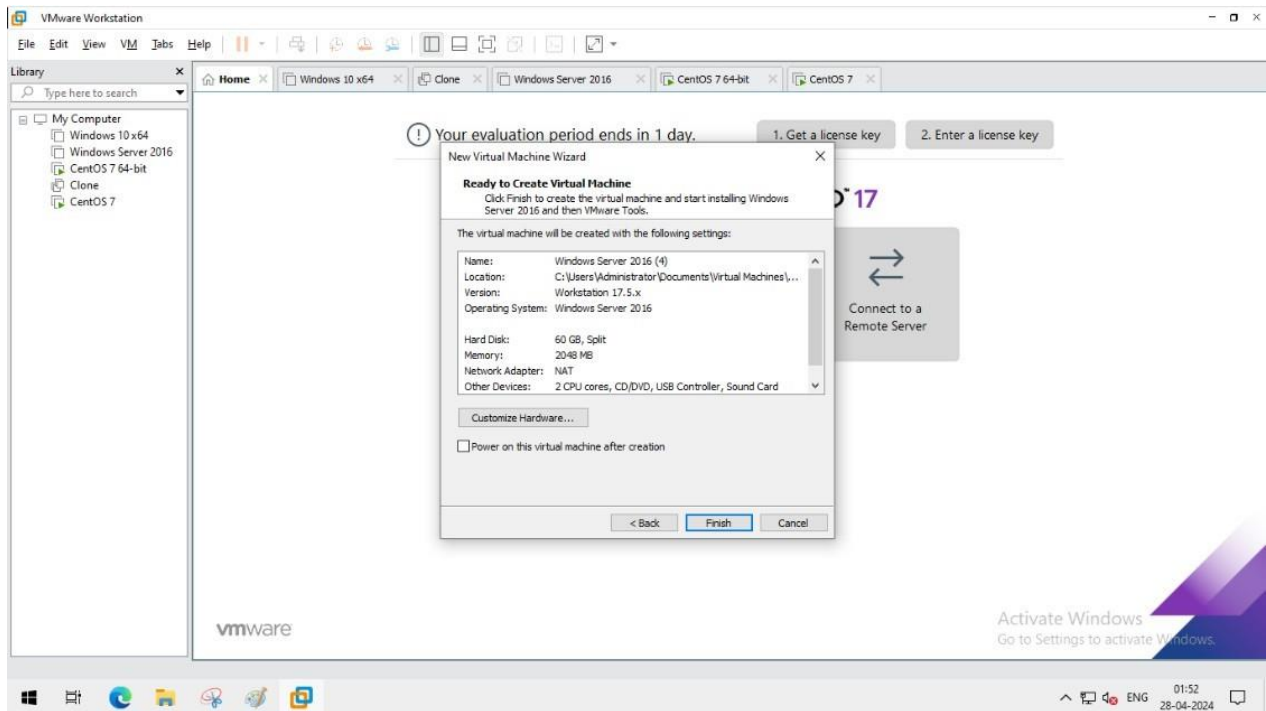 VMware Workstation
File Edit View VM Tabs Help
Library
Type here to search
My Computer
Windows 10 x64
Windows Server 2016
CentOS 7 64-bit
Clone
CentOS 7
Home Windows 10 x64 Clone Windows Server 2016 CentOS 7 64-bit CentOS 7
Your evaluation period ends in 1 day. 1. Get a license key 2. Enter a license key
17
Connect to a
Remote Server
New Virtual Machine Wizard
Ready to Create Virtual Machine
Click Finish to create the virtual machine and start installing Windows
Server 2016 and then VMware Tools.
The virtual machine will be created with the following settings:
Name: Windows Server 2016 (4)
Location: C:\Users\Administrator\Documents\Virtual Machines\...
Version: Workstation 17.5.x
Operating System: Windows Server 2016
Hard Disk: 60 GB, Split
Memory: 2048 MB
Network Adapter: NAT
Other Devices: 2 CPU cores, CD/DVD, USB Controller, Sound Card
Customize Hardware...
Power on this virtual machine after creation
< Back Finish Cancel
vmware
Activate Windows
Go to Settings to activate Windows.
ENG 01:52
28-04-2024